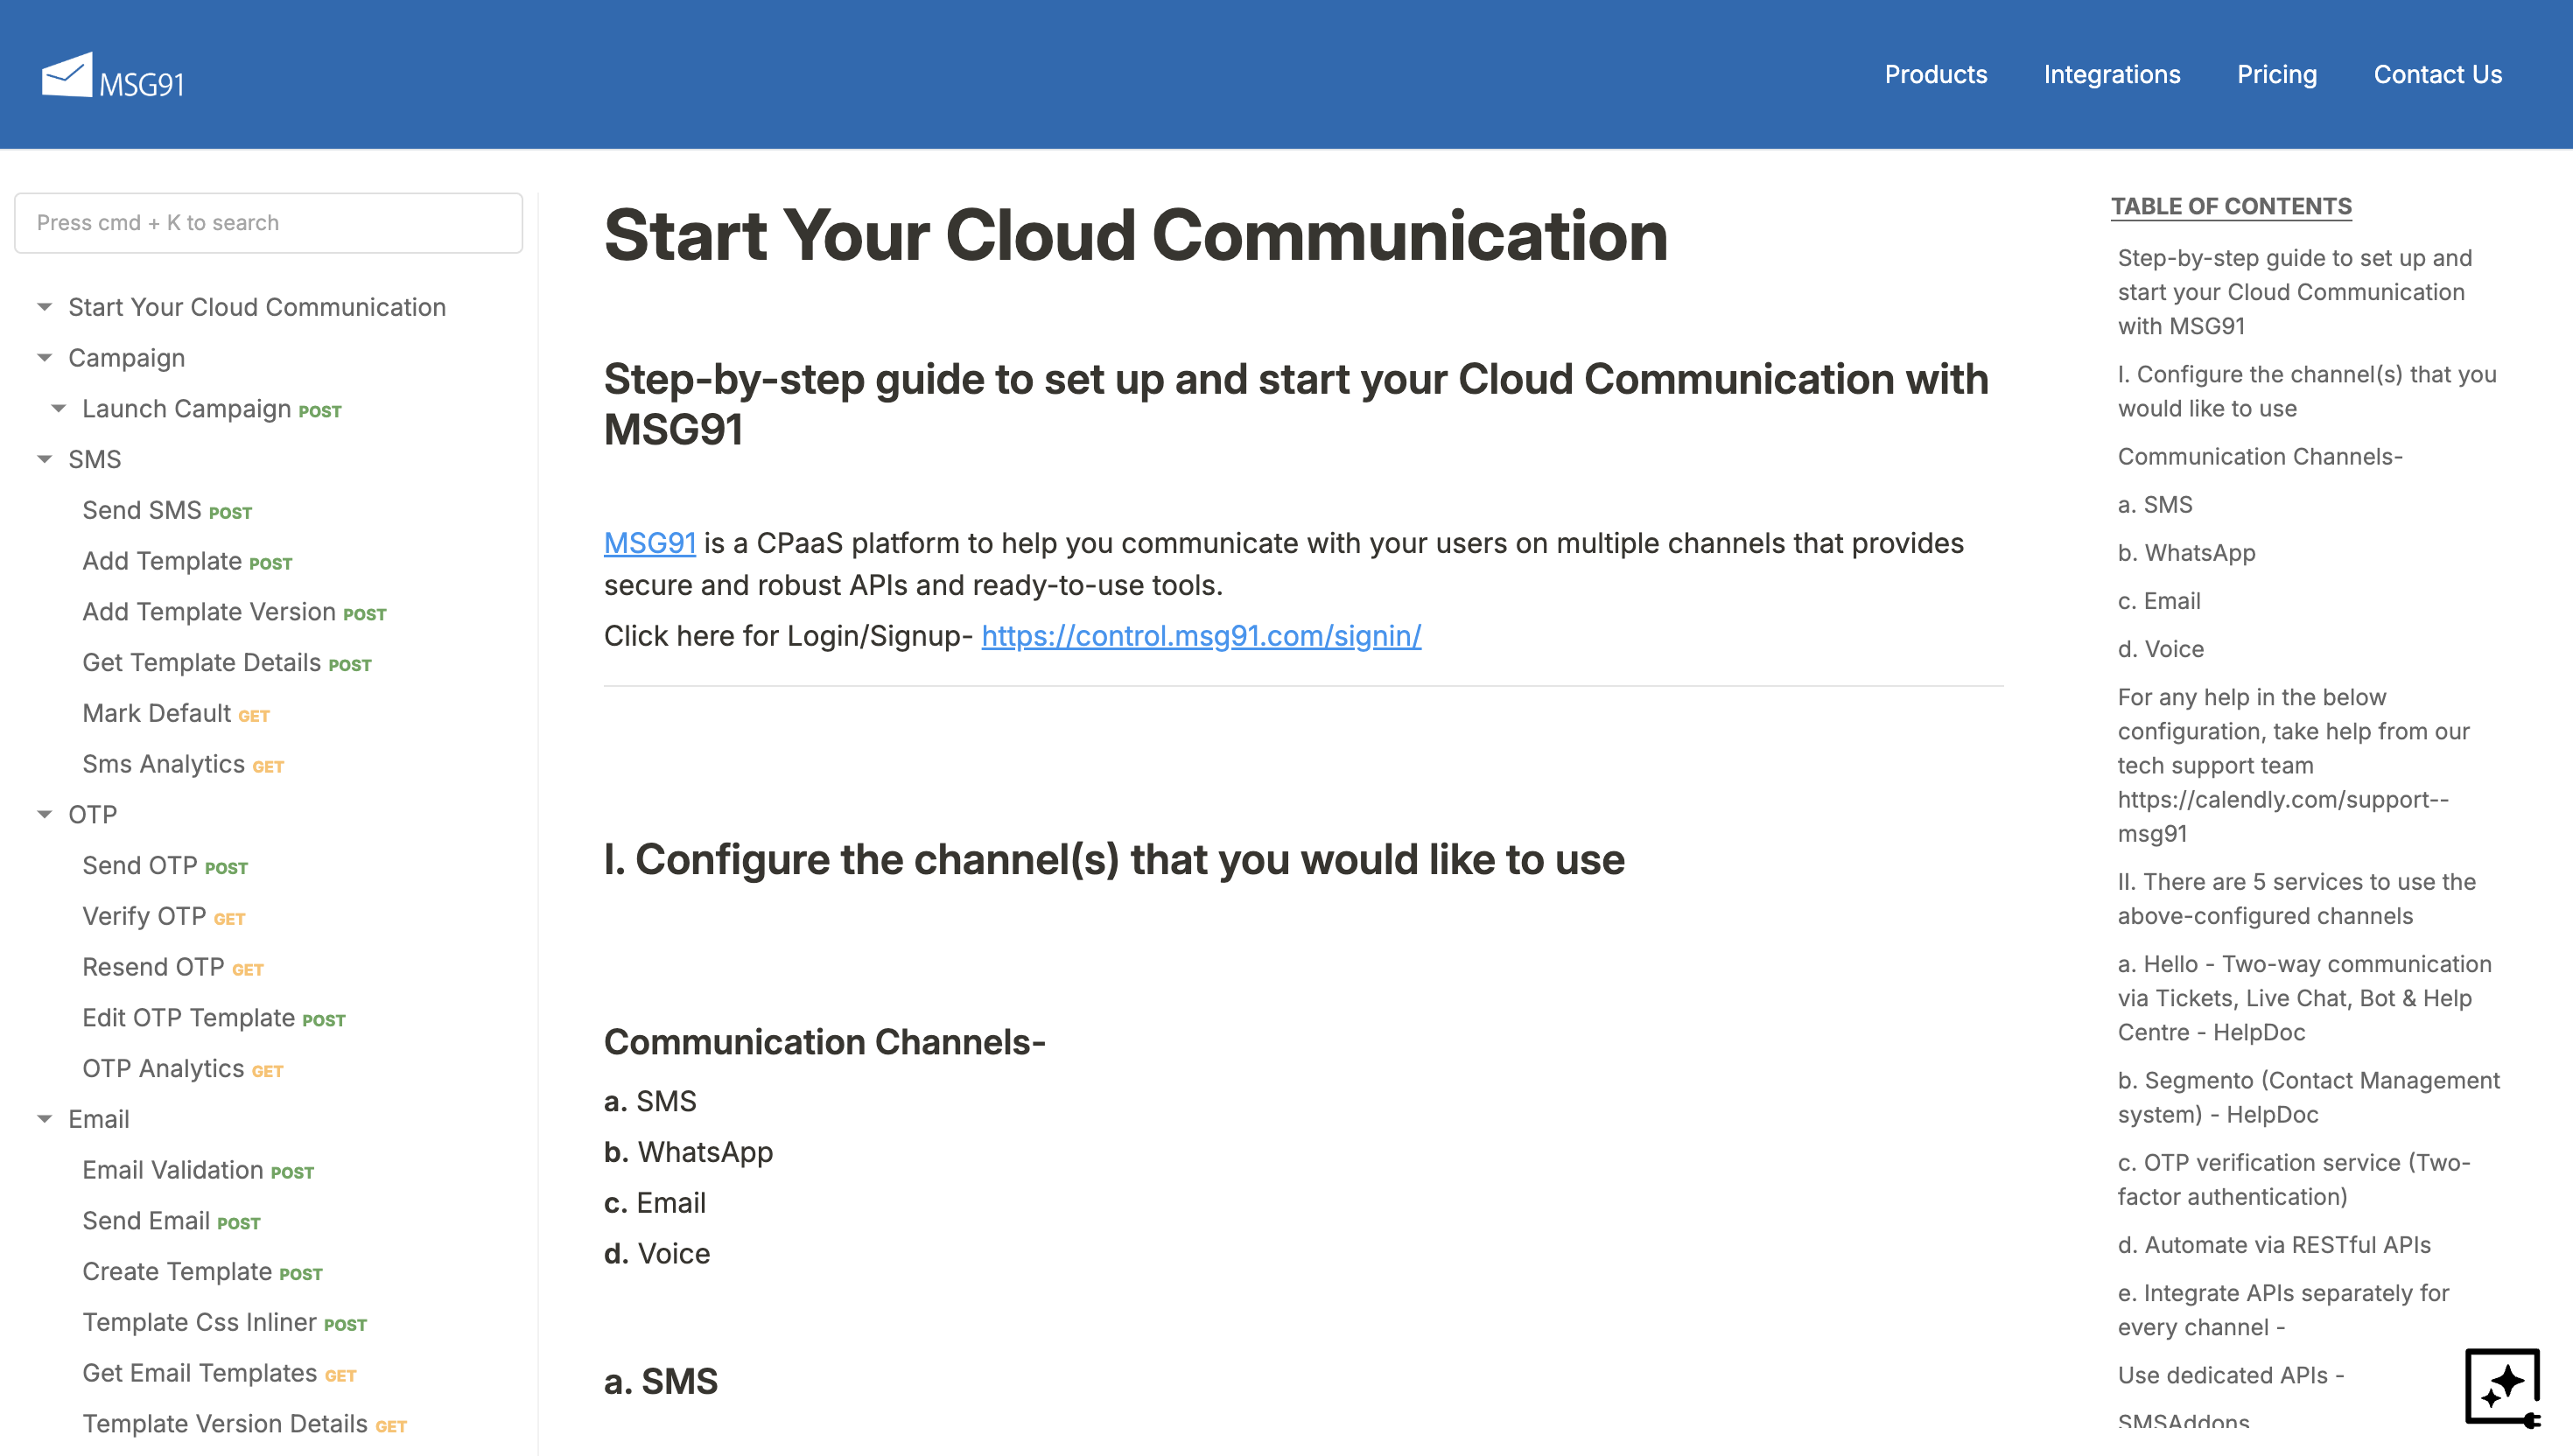 MSG91
Products
Integrations
Pricing
Contact Us
Press cmd + K to search
Start Your Cloud Communication
Campaign
Launch Campaign POST
SMS
Send SMS POST
Add Template POST
Add Template Version POST
Get Template Details POST
Mark Default GET
Sms Analytics GET
OTP
Send OTP POST
Verify OTP GET
Resend OTP GET
Edit OTP Template POST
OTP Analytics GET
Email
Email Validation POST
Send Email POST
Create Template POST
Template Css Inliner POST
Get Email Templates GET
Template Version Details GET
Start Your Cloud Communication
Step-by-step guide to set up and start your Cloud Communication with
MSG91
MSG91 is a CPaaS platform to help you communicate with your users on multiple channels that provides
secure and robust APIs and ready-to-use tools.
Click here for Login/Signup- https://control.msg91.com/signin/
I. Configure the channel(s) that you would like to use
Communication Channels-
a. SMS
b. WhatsApp
c. Email
d. Voice
a. SMS
TABLE OF CONTENTS
Step-by-step guide to set up and
start your Cloud Communication
with MSG91
I. Configure the channel(s) that you
would like to use
Communication Channels-
a. SMS
b. WhatsApp
c. Email
d. Voice
For any help in the below
configuration, take help from our
tech support team
https://calendly.com/support--
msg91
II. There are 5 services to use the
above-configured channels
a. Hello - Two-way communication
via Tickets, Live Chat, Bot & Help
Centre - HelpDoc
b. Segmento (Contact Management
system) - HelpDoc
c. OTP verification service (Two-
factor authentication)
d. Automate via RESTful APIs
e. Integrate APIs separately for
every channel -
Use dedicated APIs -
SMSAddons